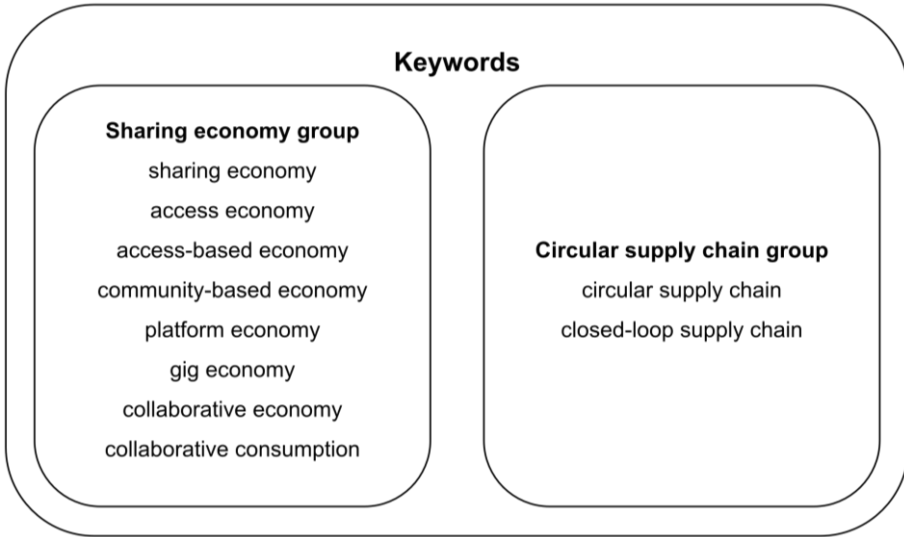 Keywords
Sharing economy group
sharing economy
access economy
access-based economy
community-based economy
platform economy
gig economy
collaborative economy
collaborative consumption
Circular supply chain group
circular supply chain
closed-loop supply chain